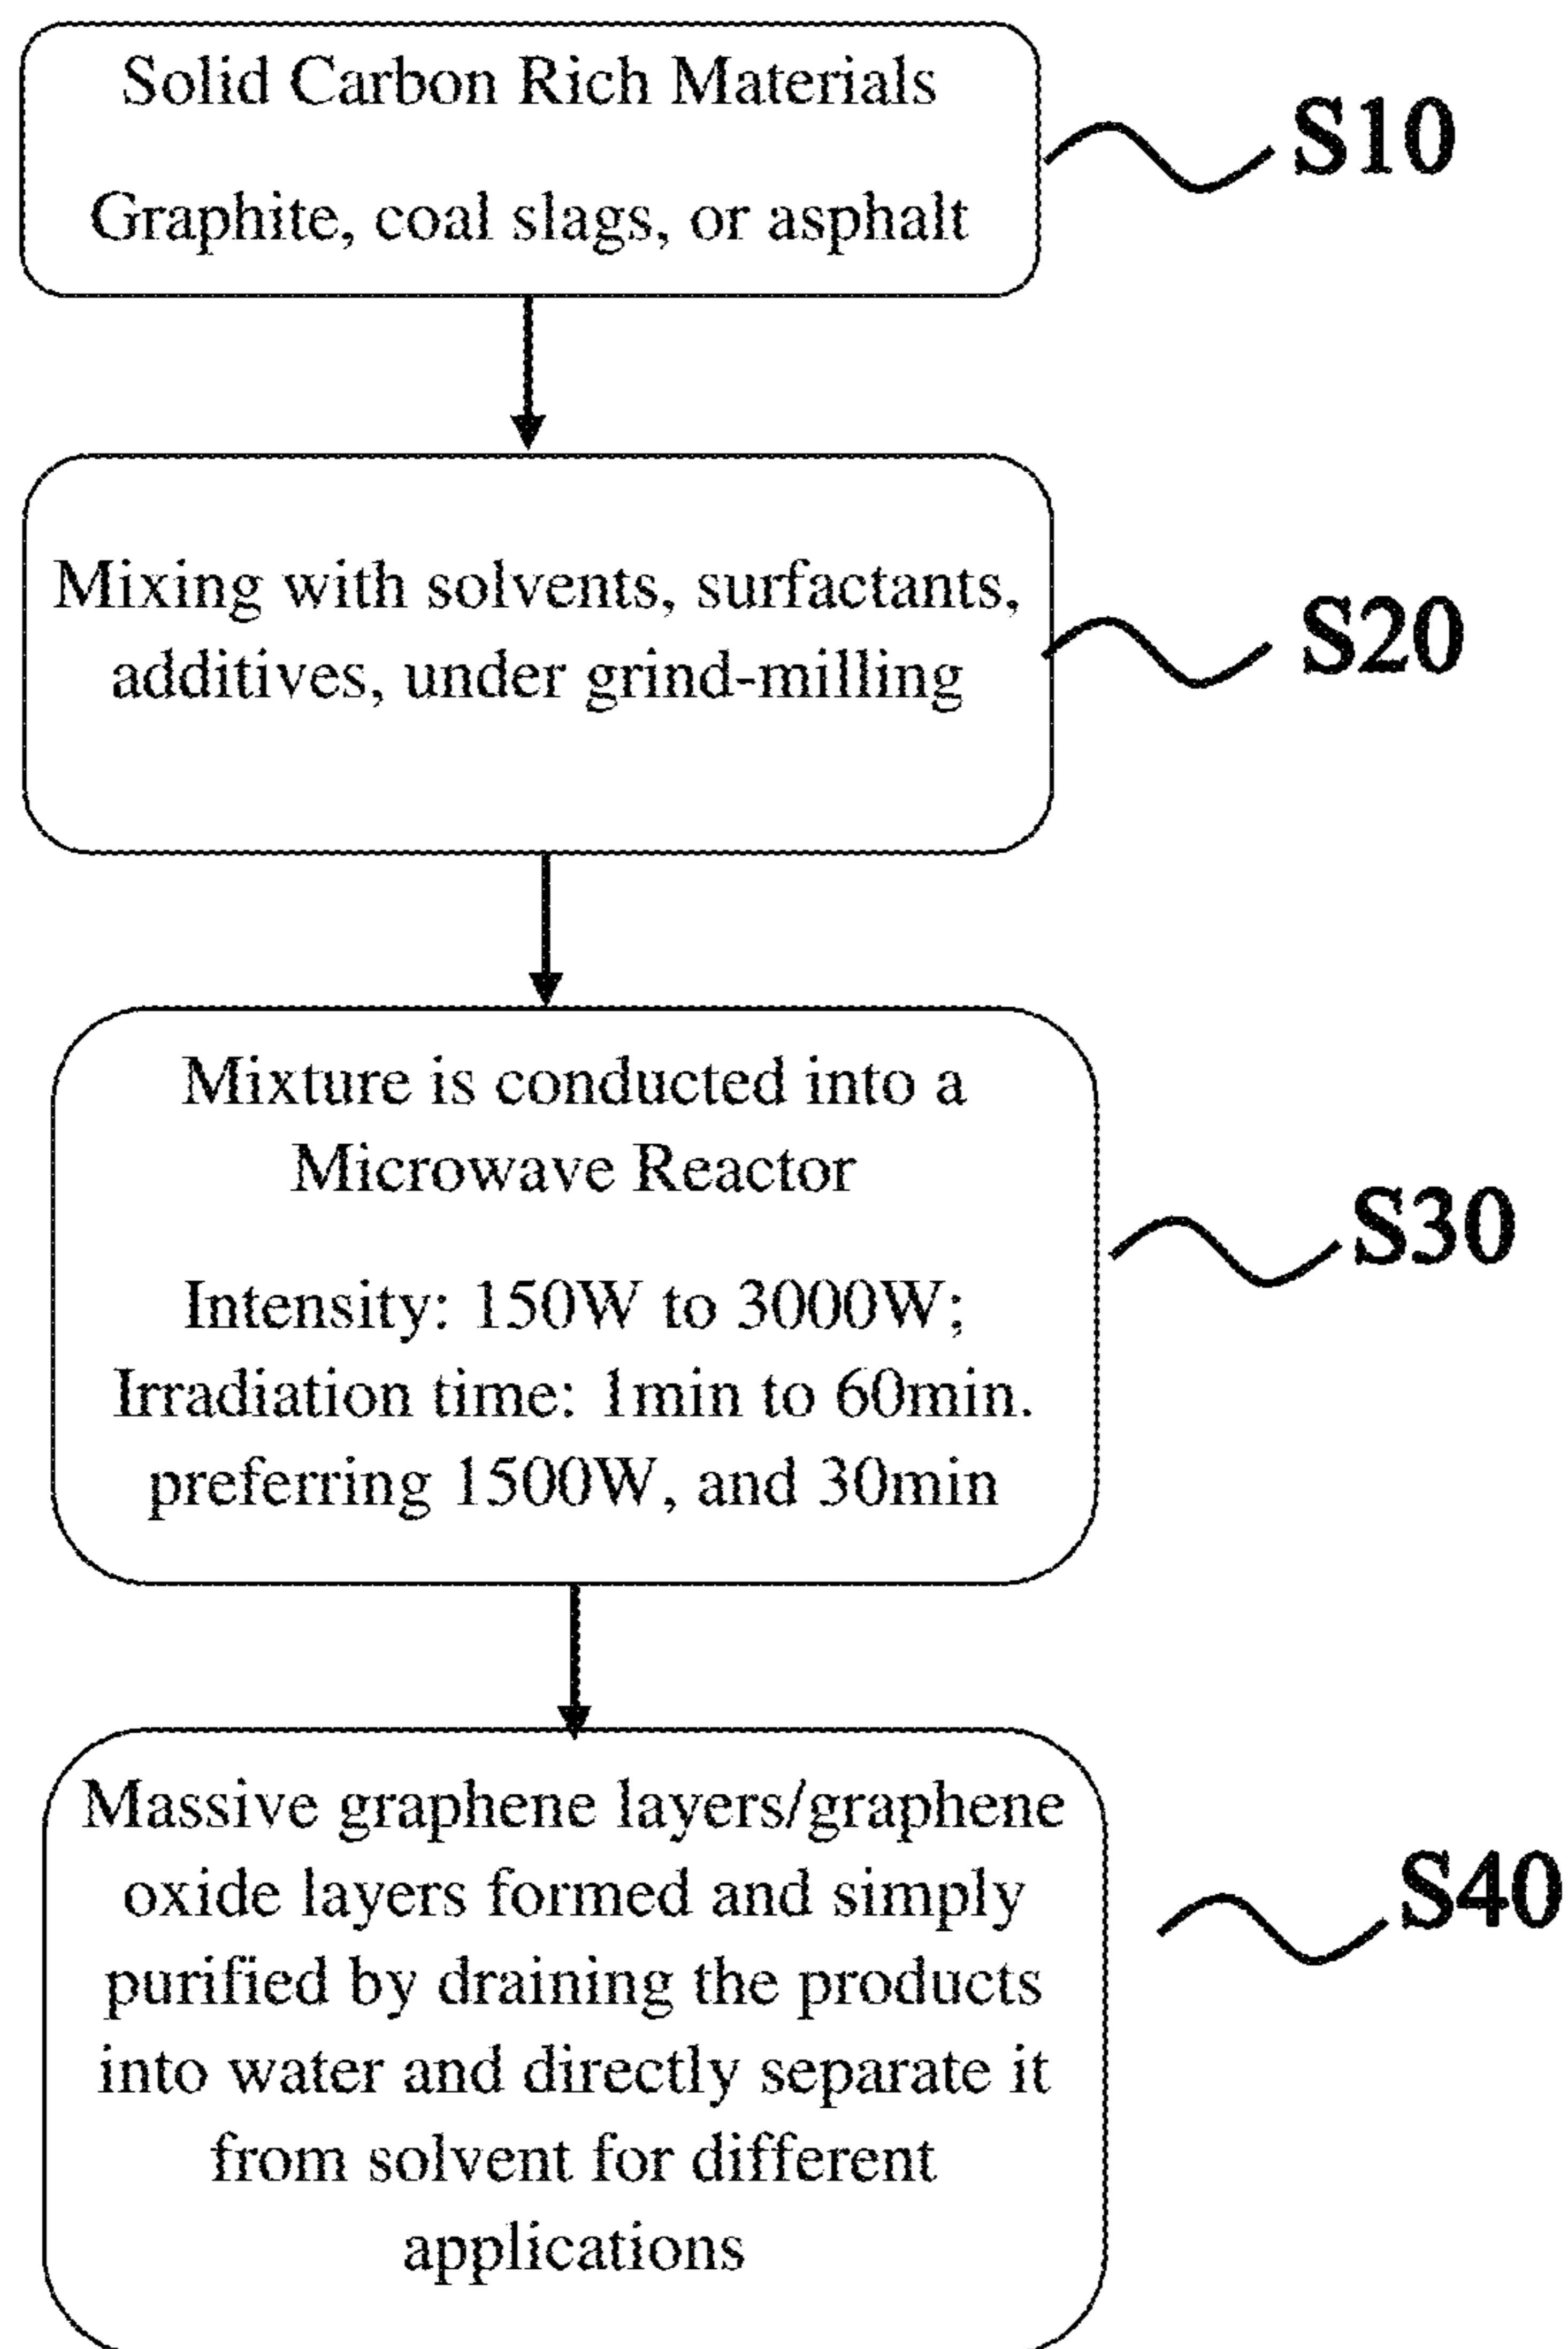 Solid Carbon Rich Materials
Graphite, coal slags, or asphalt
S10
Mixing with solvents, surfactants,
additives, under grind-milling
S20
Mixture is conducted into a
Microwave Reactor
Intensity: 150W to 3000W;
Irradiation time: 1min to 60min.
preferring 1500W, and 30min
S30
Massive graphene layers/graphene
oxide layers formed and simply
purified by draining the products
into water and directly separate it
from solvent for different
applications
S40